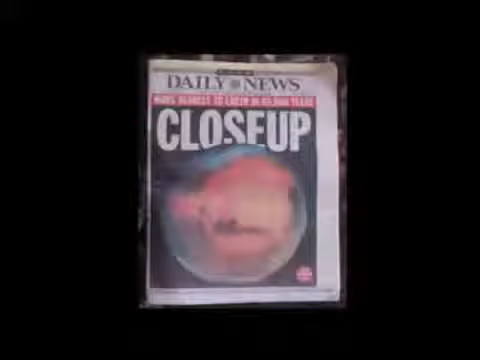 DAILY NEWS
MARS NEAREST TO EARTH IN 60,000 YEARS
CLOSEUP